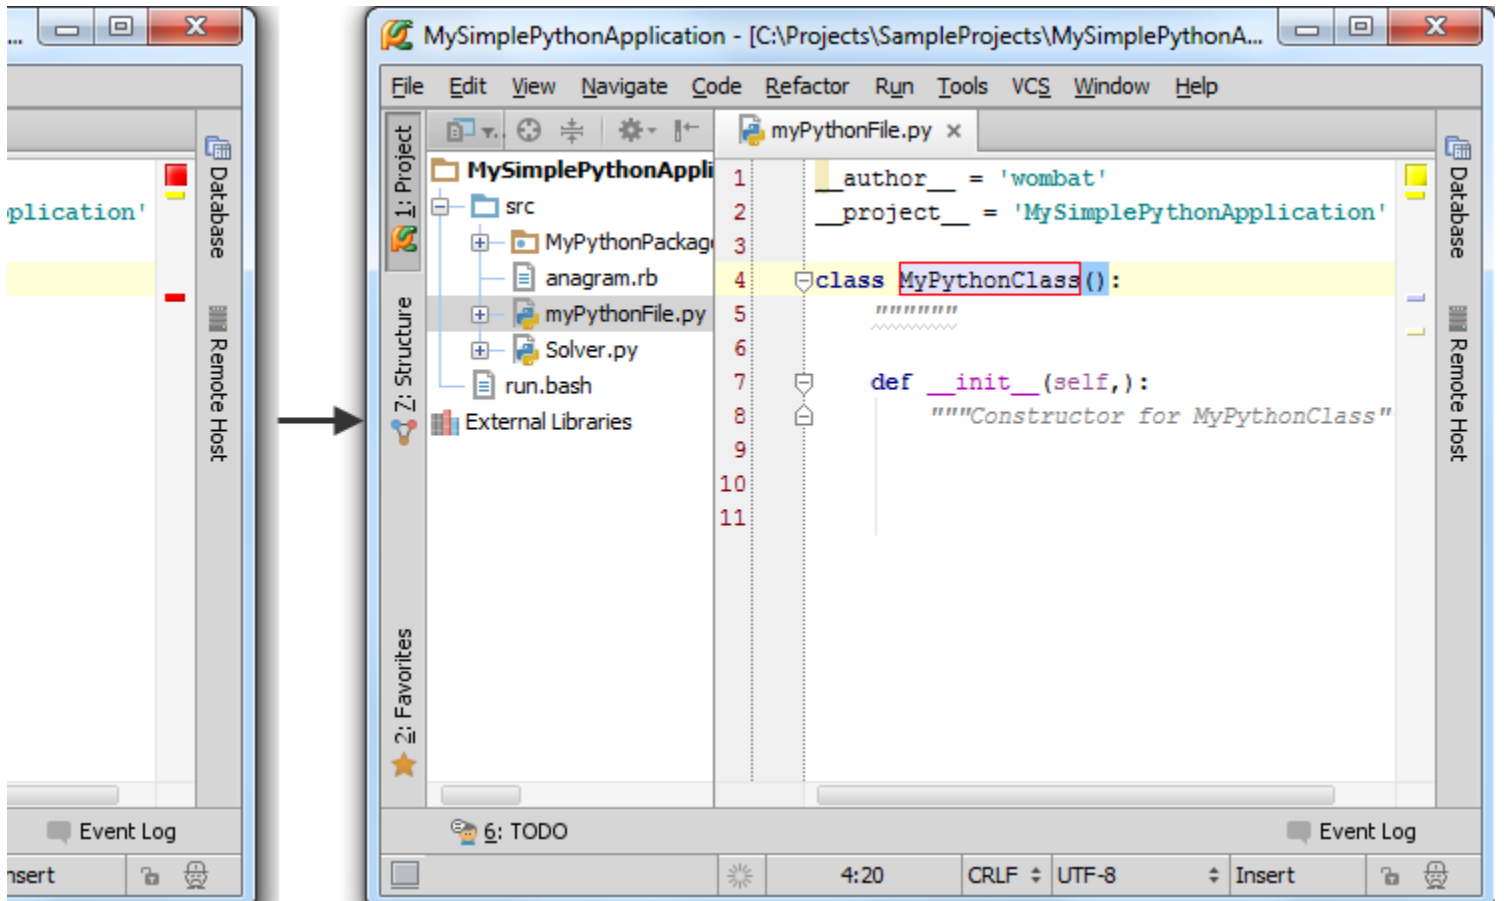 ...
plication'
Database
Remote Host
Event Log
nsert
MySimplePythonApplication - [C:\Projects\SampleProjects\MySimplePythonA...
File Edit View Navigate Code Refactor Run Tools VCS Window Help
1: Project
7: Structure
2: Favorites
MySimplePythonAppli
src
MyPythonPackag
anagram.rb
myPythonFile.py
Solver.py
run.bash
External Libraries
myPythonFile.py
1 __author__ = 'wombat'
2 __project__ = 'MySimplePythonApplication'
3
4 class MyPythonClass():
5 """"""
6
7 def __init__(self,):
8 """Constructor for MyPythonClass"
9
10
11
Database
Remote Host
6: TODO
Event Log
4:20 CRLF UTF-8 Insert